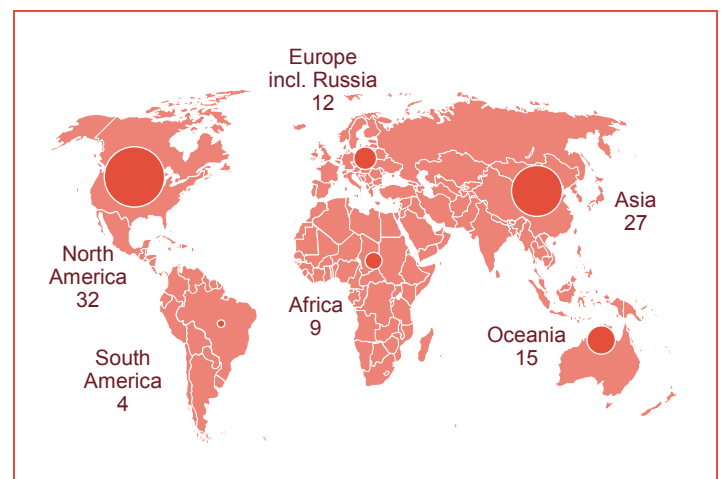 Europe
incl. Russia
12
Asia
27
North
America
32
Africa
9
Oceania
15
South
America
4